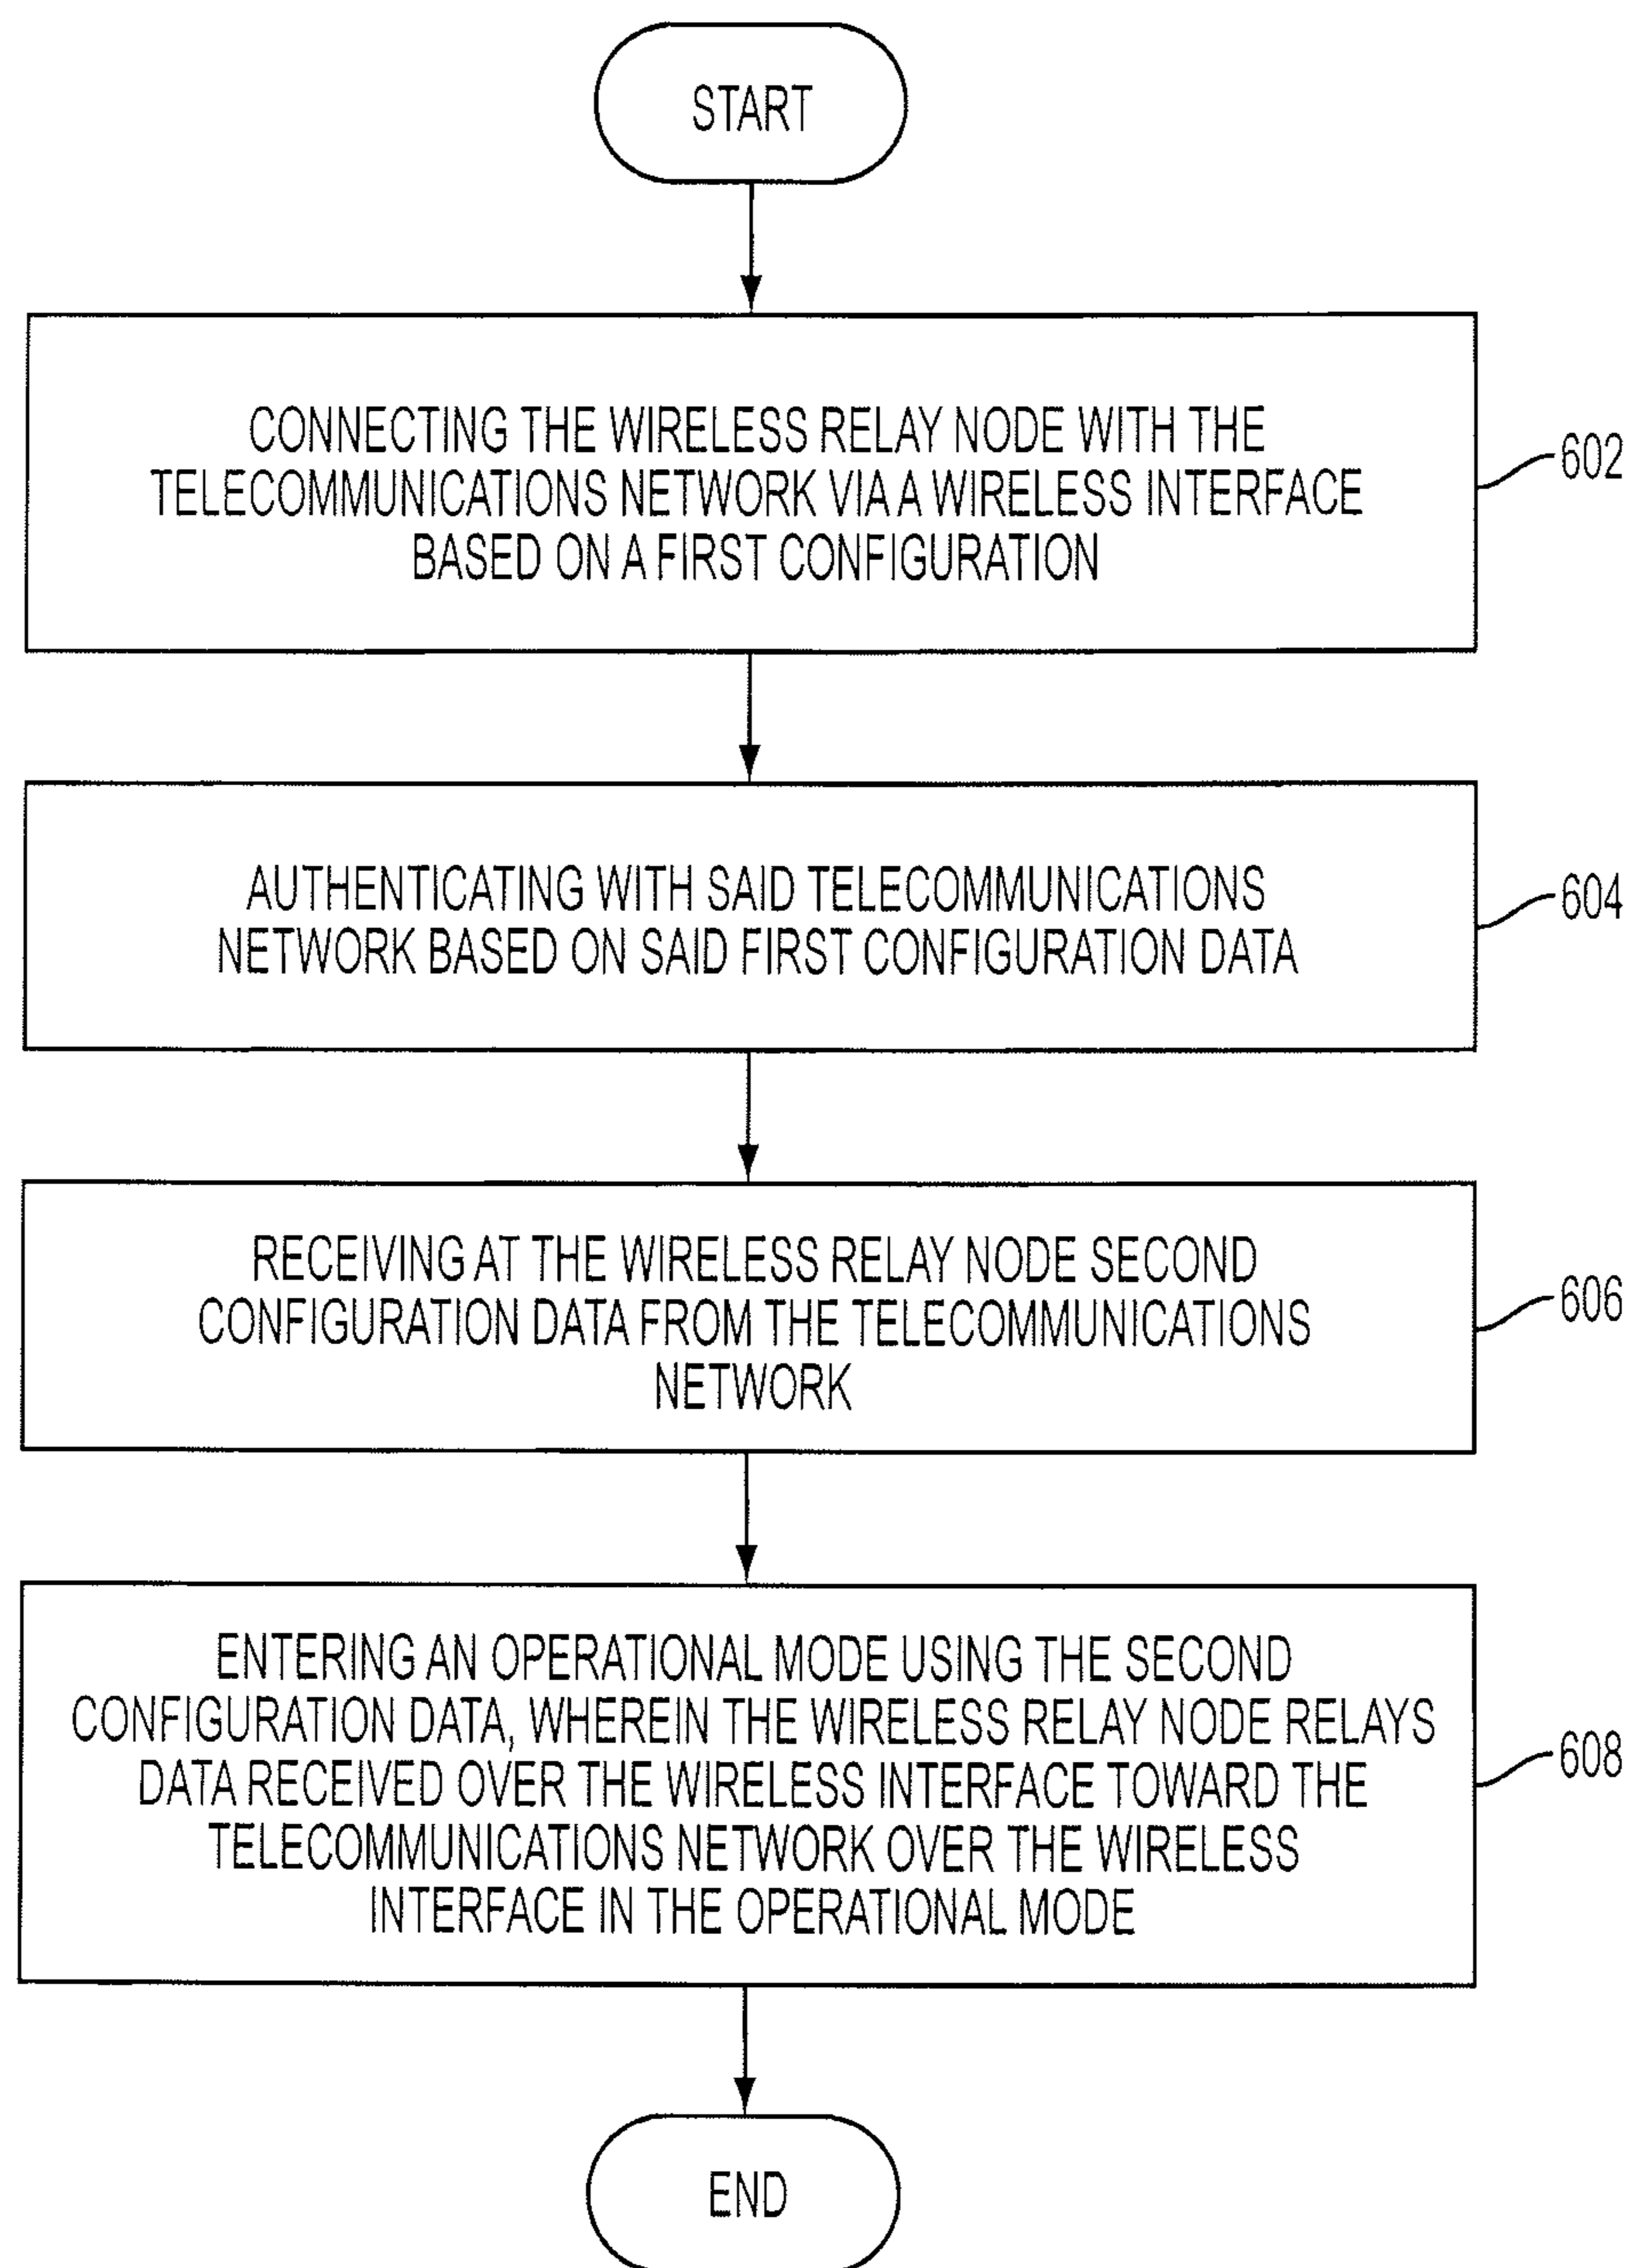 START
CONNECTING THE WIRELESS RELAY NODE WITH THE
TELECOMMUNICATIONS NETWORK VIA A WIRELESS INTERFACE
BASED ON A FIRST CONFIGURATION
602
AUTHENTICATING WITH SAID TELECOMMUNICATIONS
NETWORK BASED ON SAID FIRST CONFIGURATION DATA
604
RECEIVING AT THE WIRELESS RELAY NODE SECOND
CONFIGURATION DATA FROM THE TELECOMMUNICATIONS
NETWORK
606
ENTERING AN OPERATIONAL MODE USING THE SECOND
CONFIGURATION DATA, WHEREIN THE WIRELESS RELAY NODE RELAYS
DATA RECEIVED OVER THE WIRELESS INTERFACE TOWARD THE
TELECOMMUNICATIONS NETWORK OVER THE WIRELESS
INTERFACE IN THE OPERATIONAL MODE
608
END